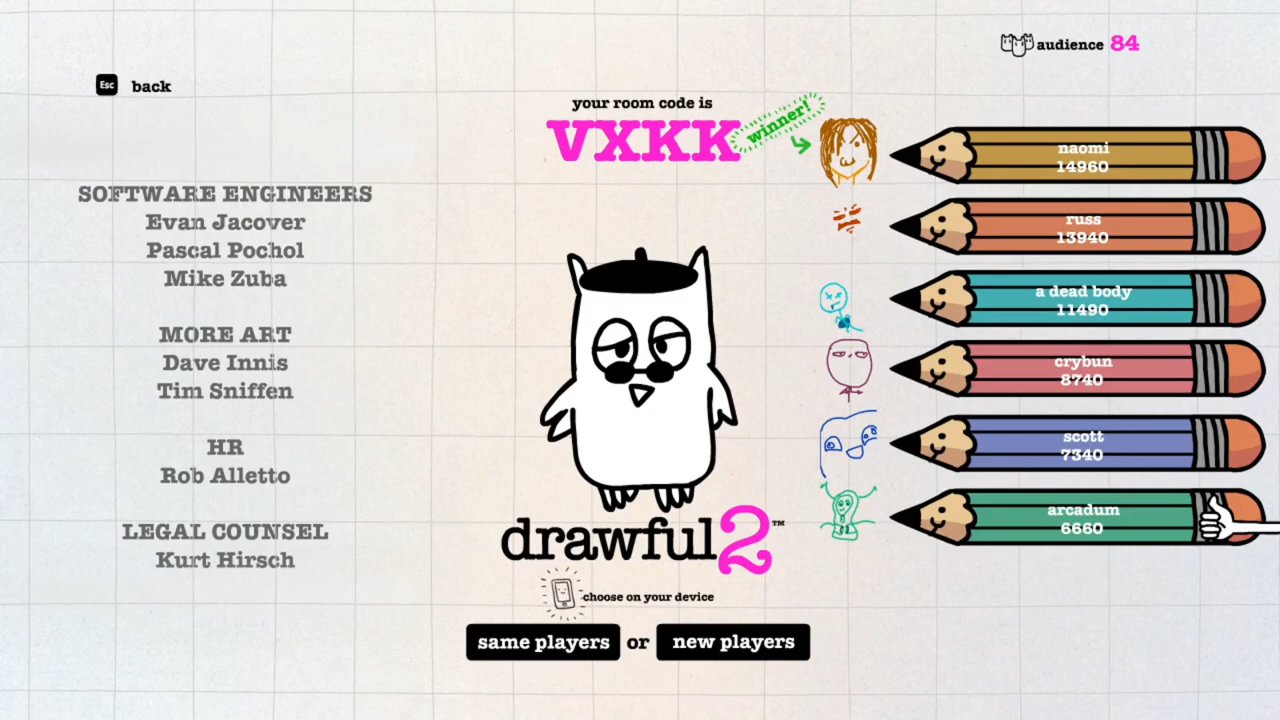 audience 84
Esc back
your room code is
VXKK
winner!
SOFTWARE ENGINEERS
Evan Jacover
Pascal Pochol
Mike Zuba
MORE ART
Dave Innis
Tim Sniffen
HR
Rob Alletto
LEGAL COUNSEL
Kurt Hirsch
naomi
14960
russ
13940
a dead body
11490
crybun
8740
scott
7340
arcadum
6660
drawful 2™
choose on your device
same players or new players